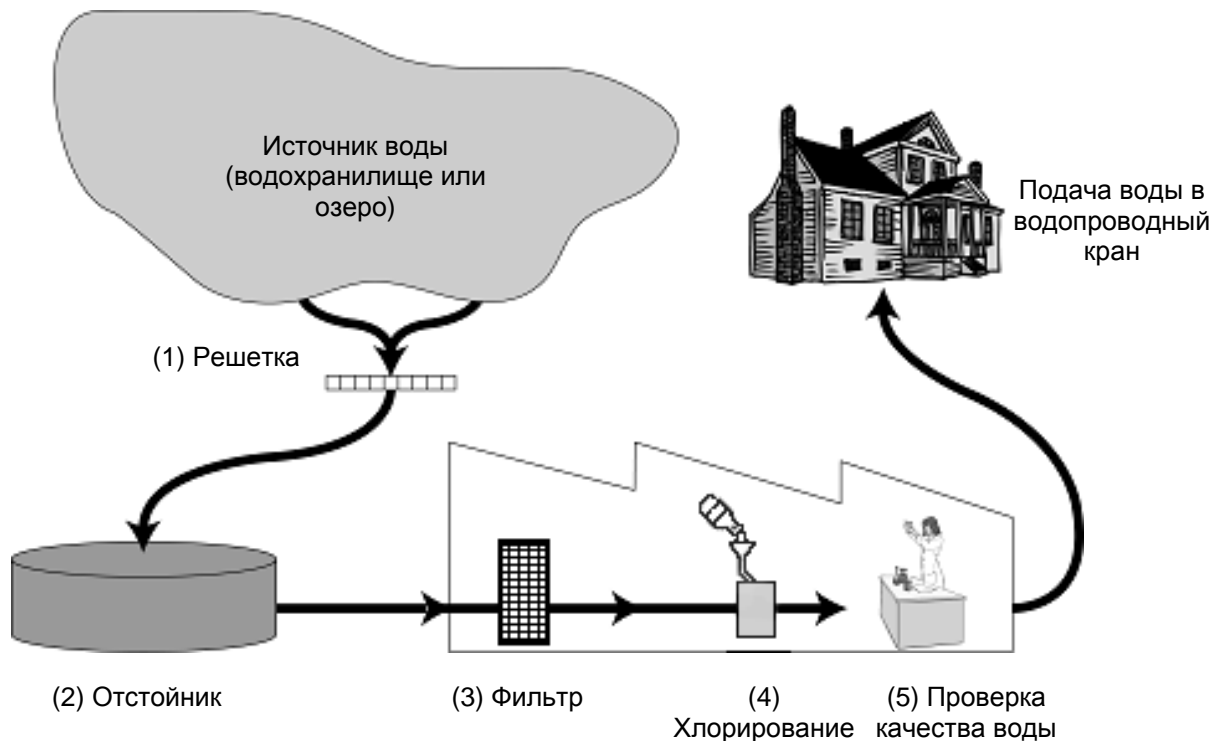 Источник воды
(водохранилище или
озеро)
Подача воды в
водопроводный
кран
(1) Решетка
(2) Отстойник
(3) Фильтр
(4)
Хлорирование
(5) Проверка
качества воды